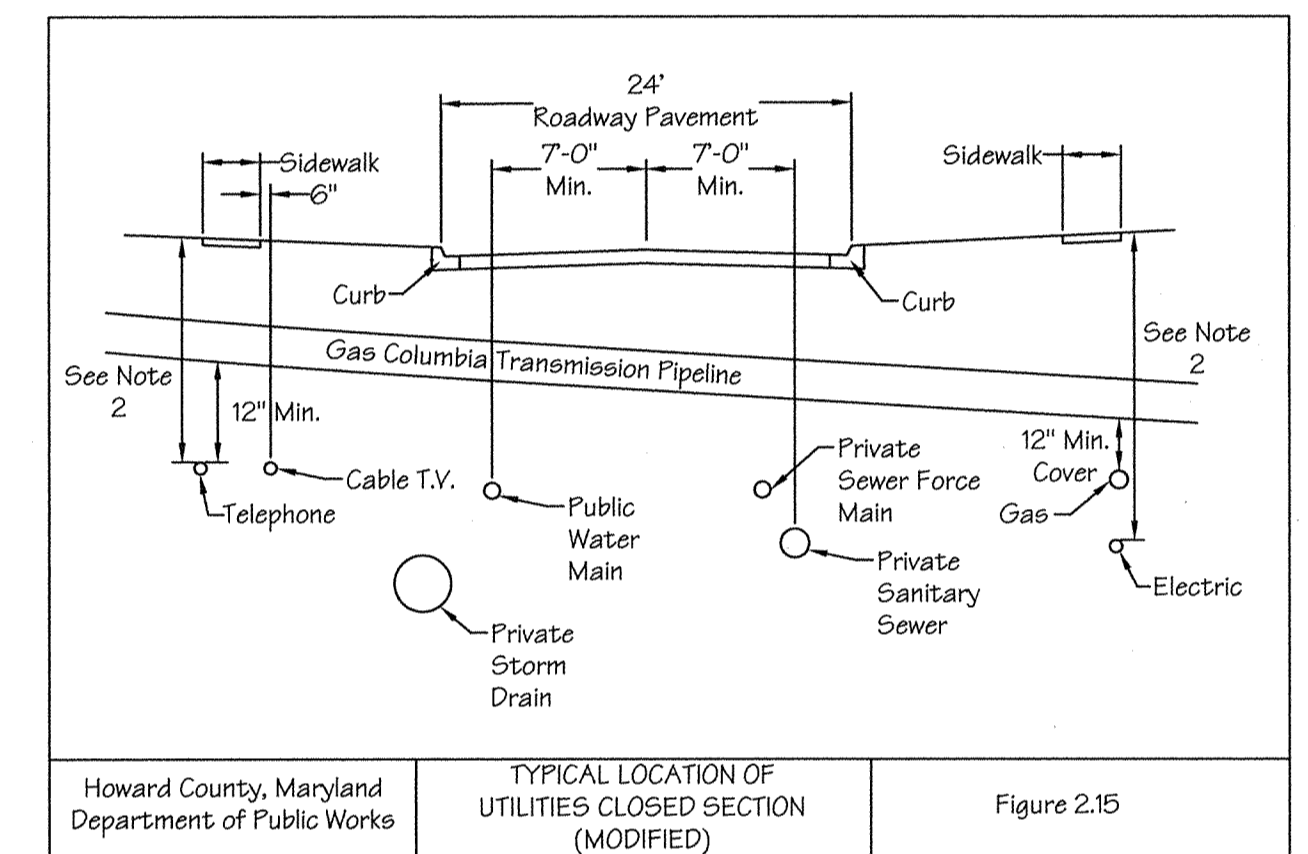 24'
Roadway Pavement
7'-0"
Min.
7'-0"
Min.
Sidewalk
6"
Sidewalk
Curb
Curb
Gas Columbia Transmission Pipeline
See Note
2
12" Min.
See Note
2
12" Min.
Cover
Gas
Cable T.V.
Telephone
Public
Water
Main
Private
Sewer Force
Main
Private
Sanitary
Sewer
Electric
Private
Storm
Drain
Howard County, Maryland
Department of Public Works
TYPICAL LOCATION OF
UTILITIES CLOSED SECTION
(MODIFIED)
Figure 2.15